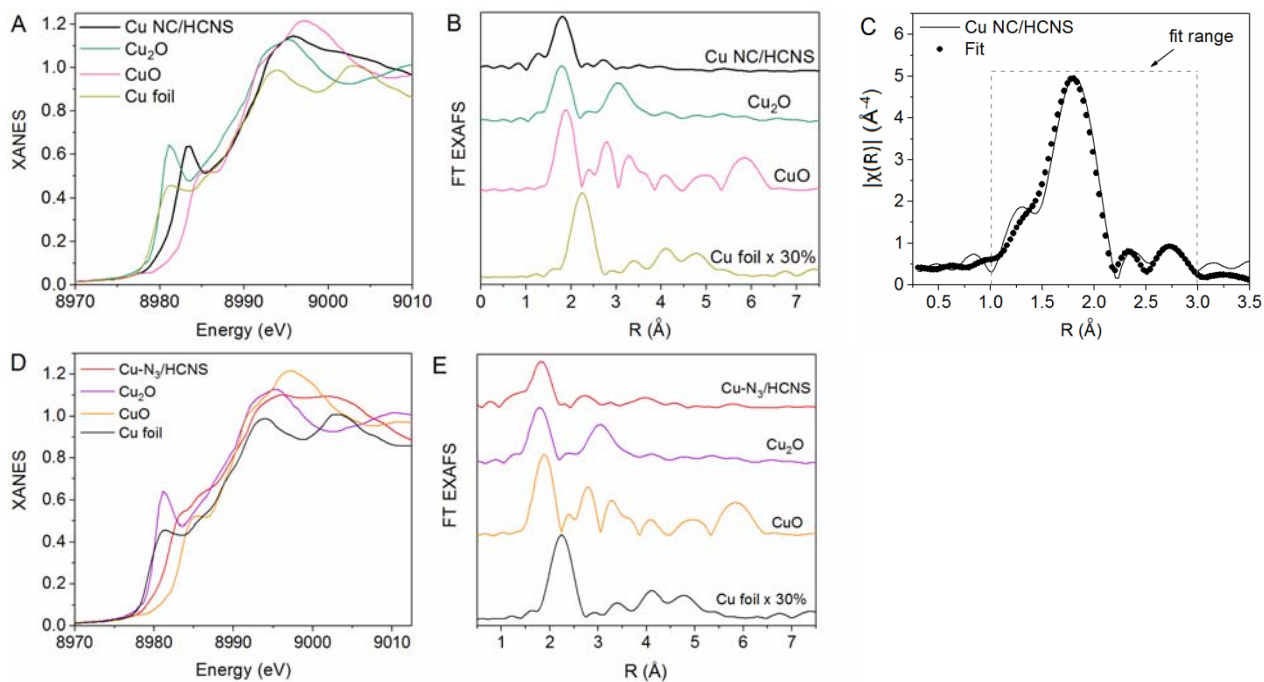 A
XANES
1.2
1.0
0.8
0.6
0.4
0.2
0.0
Cu NC/HCNS
Cu₂O
CuO
Cu foil
8970 8980 8990 9000 9010
Energy (eV)
B
FT EXAFS
Cu NC/HCNS
Cu₂O
CuO
Cu foil x 30%
0 1 2 3 4 5 6 7
R (Å)
C
|χ(R)| (Å⁻⁴)
6
5
4
3
2
1
0
Cu NC/HCNS
Fit
fit range
0.5 1.0 1.5 2.0 2.5 3.0 3.5
R (Å)
D
XANES
1.2
1.0
0.8
0.6
0.4
0.2
0.0
Cu-N₃/HCNS
Cu₂O
CuO
Cu foil
8970 8980 8990 9000 9010
Energy (eV)
E
FT EXAFS
Cu-N₃/HCNS
Cu₂O
CuO
Cu foil x 30%
1 2 3 4 5 6 7
R (Å)